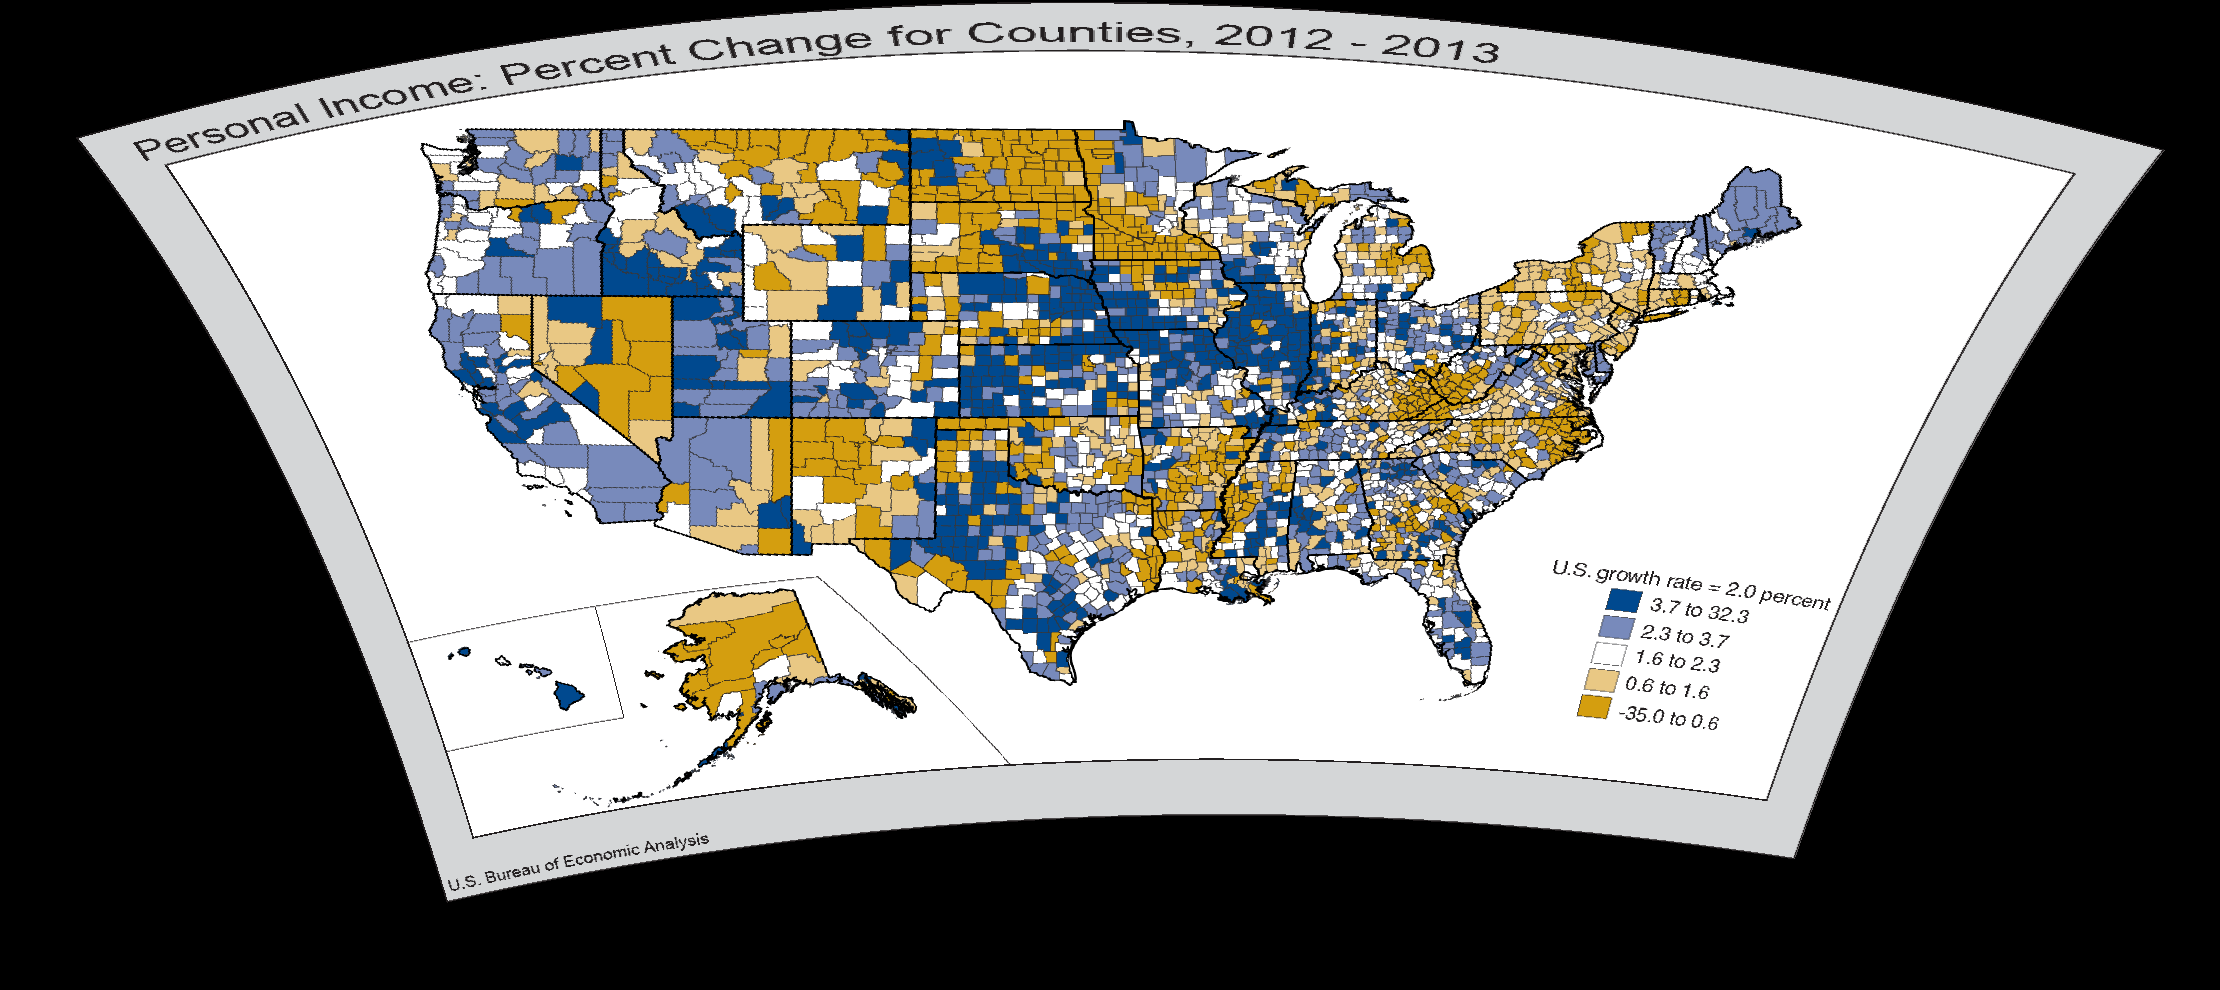 Personal Income: Percent Change for Counties, 2012 - 2013
U.S. growth rate = 2.0 percent
3.7 to 32.3
2.3 to 3.7
1.6 to 2.3
0.6 to 1.6
-35.0 to 0.6
U.S. Bureau of Economic Analysis